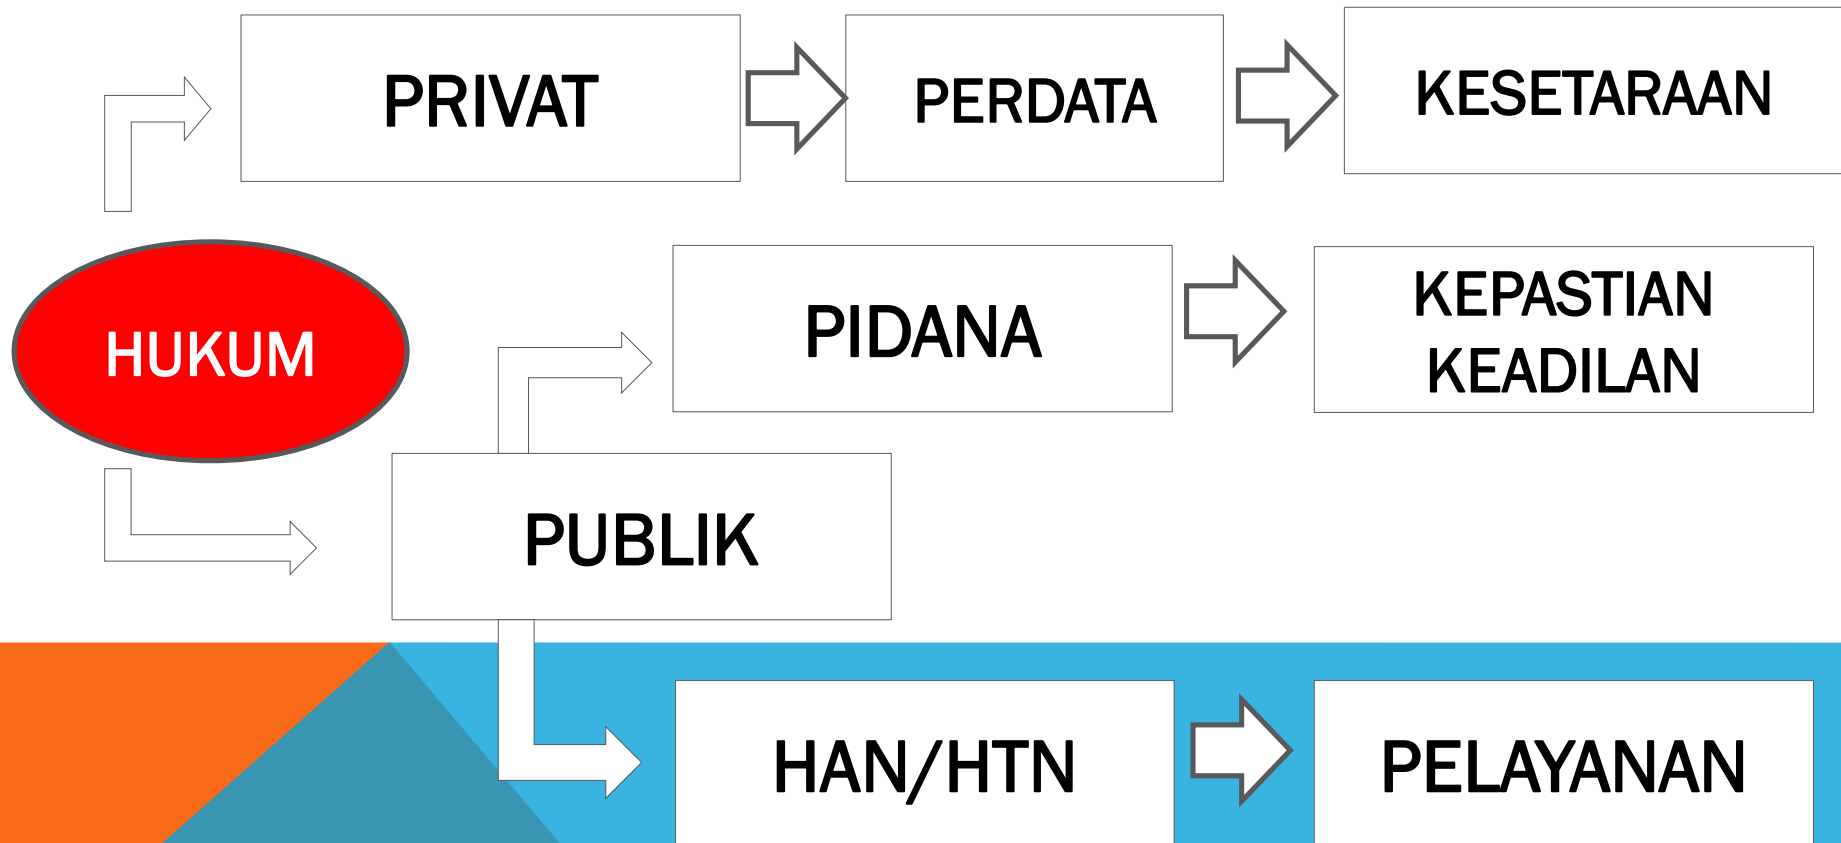 PRIVAT
PERDATA
KESETARAAN
HUKUM
PIDANA
KEPASTIAN
KEADILAN
PUBLIK
HAN/HTN
PELAYANAN